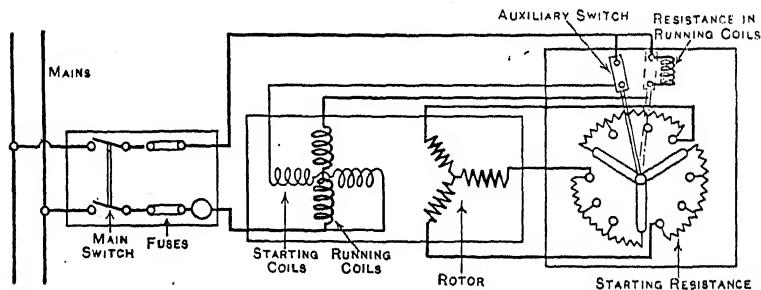 AUXILIARY SWITCH
RESISTANCE IN
RUNNING COILS
MAINS
MAIN
SWITCH
FUSES
STARTING
COILS
RUNNING
COILS
ROTOR
STARTING RESISTANCE